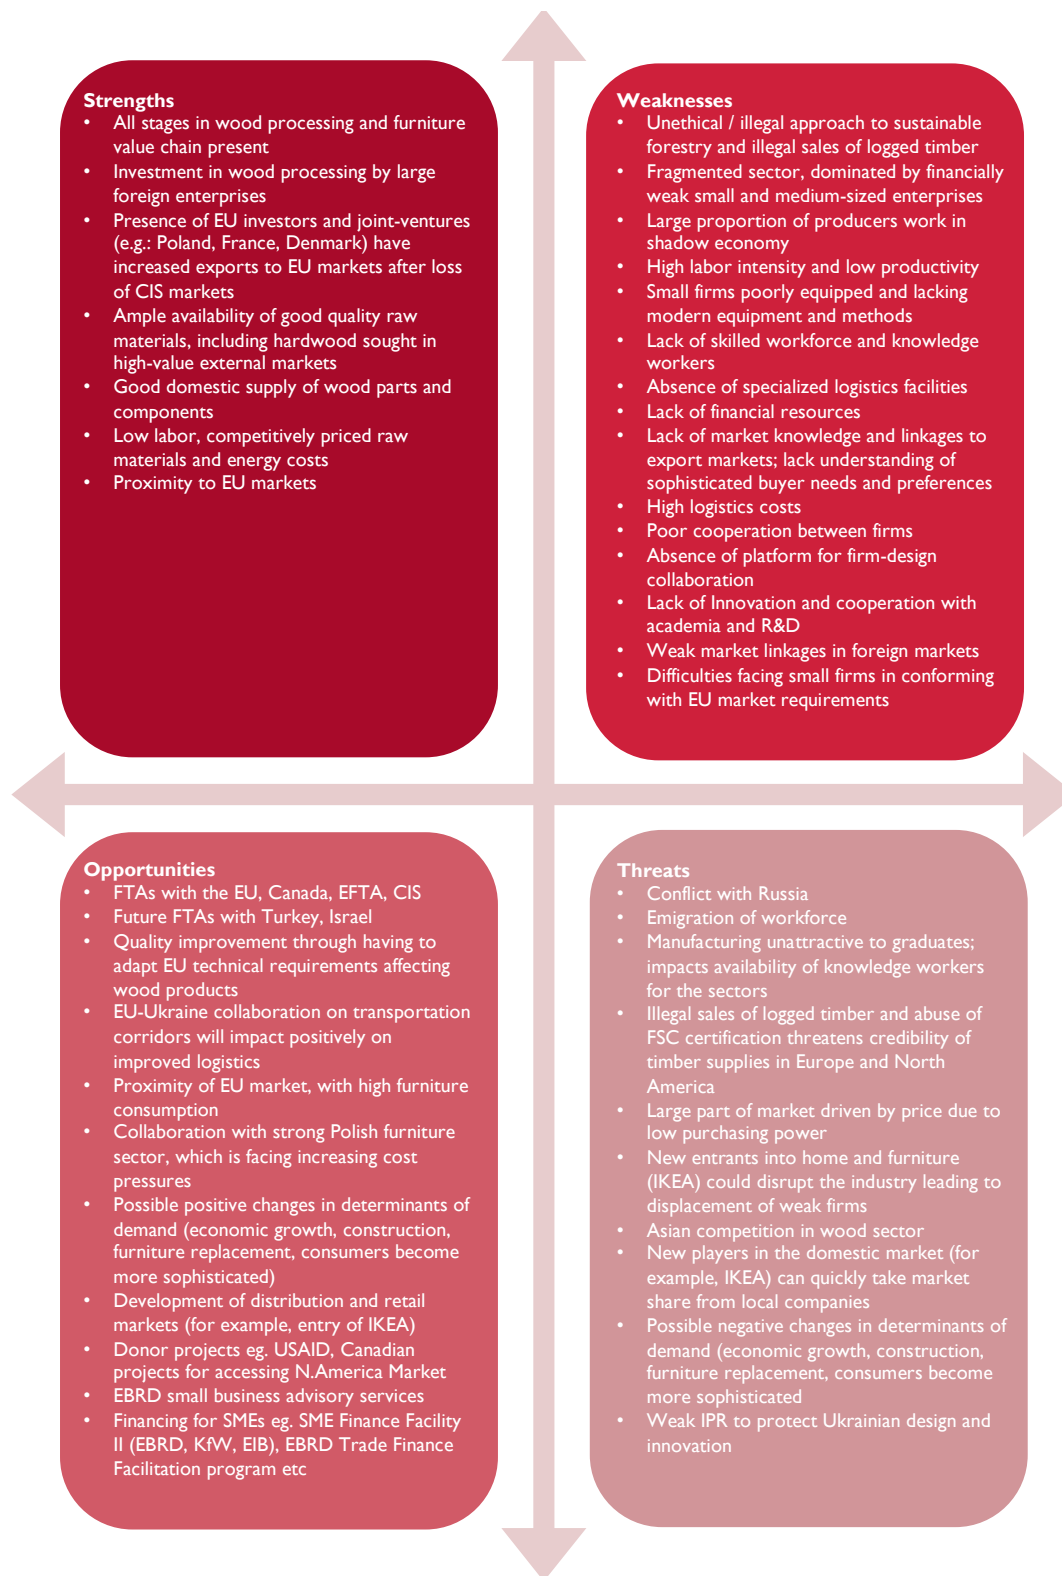 Strengths
• All stages in wood processing and furniture
value chain present
• Investment in wood processing by large
foreign enterprises
• Presence of EU investors and joint-ventures
(e.g.: Poland, France, Denmark) have
increased exports to EU markets after loss
of CIS markets
• Ample availability of good quality raw
materials, including hardwood sought in
high-value external markets
• Good domestic supply of wood parts and
components
• Low labor, competitively priced raw
materials and energy costs
• Proximity to EU markets
Weaknesses
• Unethical / illegal approach to sustainable
forestry and illegal sales of logged timber
• Fragmented sector, dominated by financially
weak small and medium-sized enterprises
• Large proportion of producers work in
shadow economy
• High labor intensity and low productivity
• Small firms poorly equipped and lacking
modern equipment and methods
• Lack of skilled workforce and knowledge
workers
• Absence of specialized logistics facilities
• Lack of financial resources
• Lack of market knowledge and linkages to
export markets; lack understanding of
sophisticated buyer needs and preferences
• High logistics costs
• Poor cooperation between firms
• Absence of platform for firm-design
collaboration
• Lack of Innovation and cooperation with
academia and R&D
• Weak market linkages in foreign markets
• Difficulties facing small firms in conforming
with EU market requirements
Opportunities
• FTAs with the EU, Canada, EFTA, CIS
• Future FTAs with Turkey, Israel
• Quality improvement through having to
adapt EU technical requirements affecting
wood products
• EU-Ukraine collaboration on transportation
corridors will impact positively on
improved logistics
• Proximity of EU market, with high furniture
consumption
• Collaboration with strong Polish furniture
sector, which is facing increasing cost
pressures
• Possible positive changes in determinants of
demand (economic growth, construction,
furniture replacement, consumers become
more sophisticated)
• Development of distribution and retail
markets (for example, entry of IKEA)
• Donor projects eg. USAID, Canadian
projects for accessing N.America Market
• EBRD small business advisory services
• Financing for SMEs eg. SME Finance Facility
II (EBRD, KfW, EIB), EBRD Trade Finance
Facilitation program etc
Threats
• Conflict with Russia
• Emigration of workforce
• Manufacturing unattractive to graduates;
impacts availability of knowledge workers
for the sectors
• Illegal sales of logged timber and abuse of
FSC certification threatens credibility of
timber supplies in Europe and North
America
• Large part of market driven by price due to
low purchasing power
• New entrants into home and furniture
(IKEA) could disrupt the industry leading to
displacement of weak firms
• Asian competition in wood sector
• New players in the domestic market (for
example, IKEA) can quickly take market
share from local companies
• Possible negative changes in determinants of
demand (economic growth, construction,
furniture replacement, consumers become
more sophisticated
• Weak IPR to protect Ukrainian design and
innovation